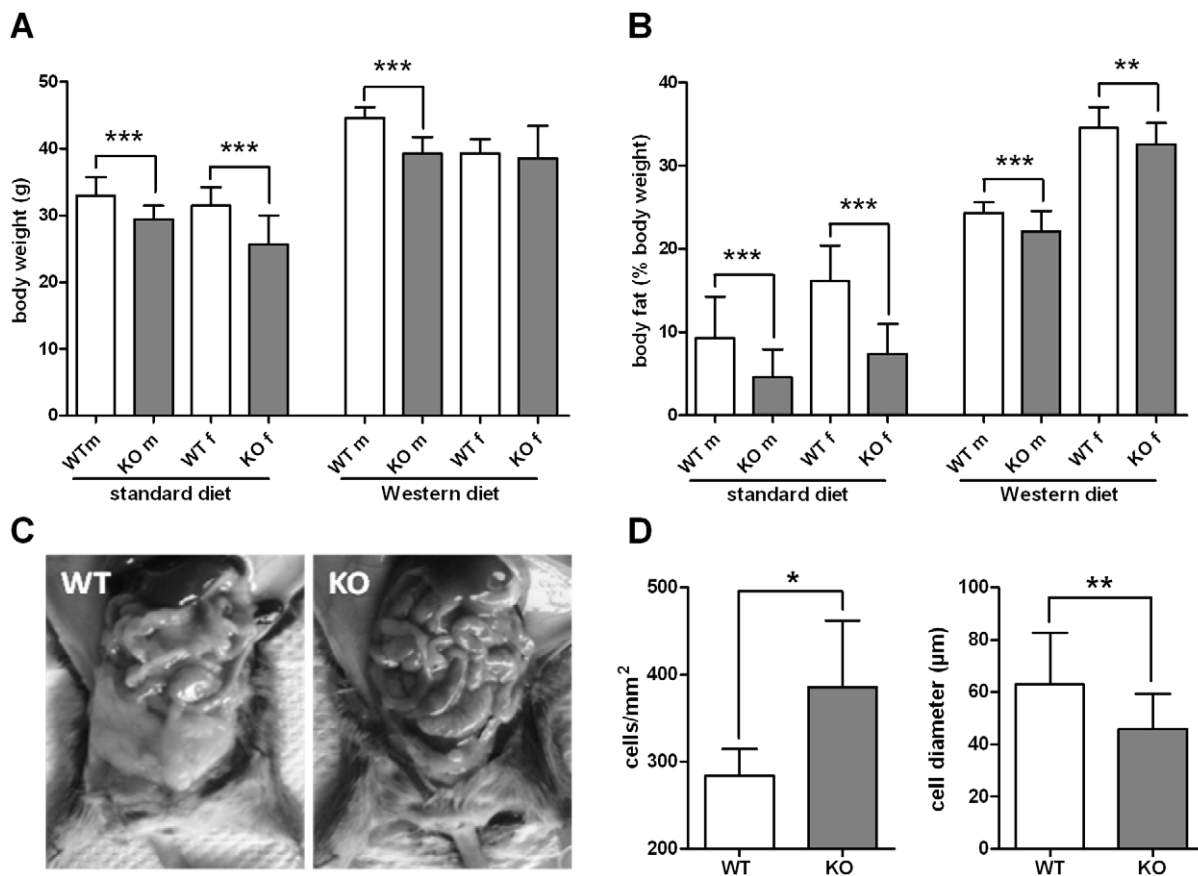 A
body weight (g)
50
40
30
20
10
0
***
***
***
WTm
KO m
WT f
KO f
WT m
KO m
WT f
KO f
standard diet
Western diet
B
body fat (% body weight)
40
30
20
10
0
***
***
***
**
WT m
KO m
WT f
KO f
WT m
KO m
WT f
KO f
standard diet
Western diet
C
WT
KO
D
cells/mm²
500
400
300
200
*
WT
KO
cell diameter (µm)
100
80
60
40
20
0
**
WT
KO